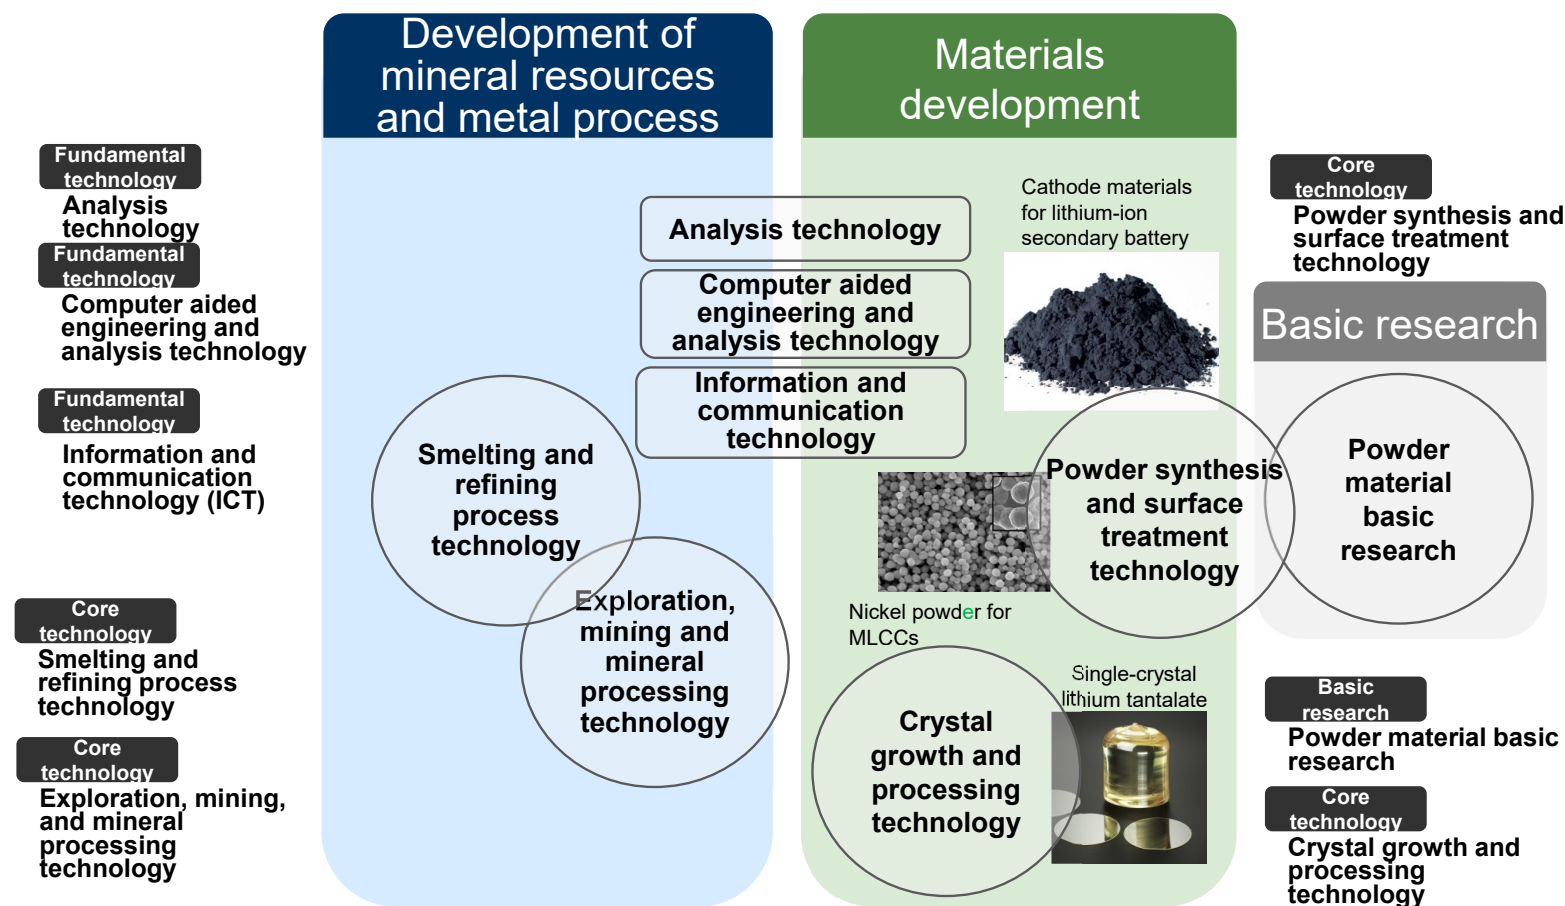 Development of
mineral resources
and metal process
Materials
development
Fundamental
technology
Analysis
technology
Fundamental
technology
Computer aided
engineering and
analysis technology
Fundamental
technology
Information and
communication
technology (ICT)
Core
technology
Smelting and
refining process
technology
Core
technology
Exploration, mining,
and mineral
processing
technology
Analysis technology
Computer aided
engineering and
analysis technology
Information and
communication
technology
Smelting and
refining
process
technology
Exploration,
mining and
mineral
processing
technology
Cathode materials
for lithium-ion
secondary battery
Powder synthesis
and surface
treatment
technology
Nickel powder for
MLCCs
Single-crystal
lithium tantalate
Crystal
growth and
processing
technology
Core
technology
Powder synthesis and
surface treatment
technology
Basic research
Powder
material
basic
research
Basic
research
Powder material basic
research
Core
technology
Crystal growth and
processing
technology